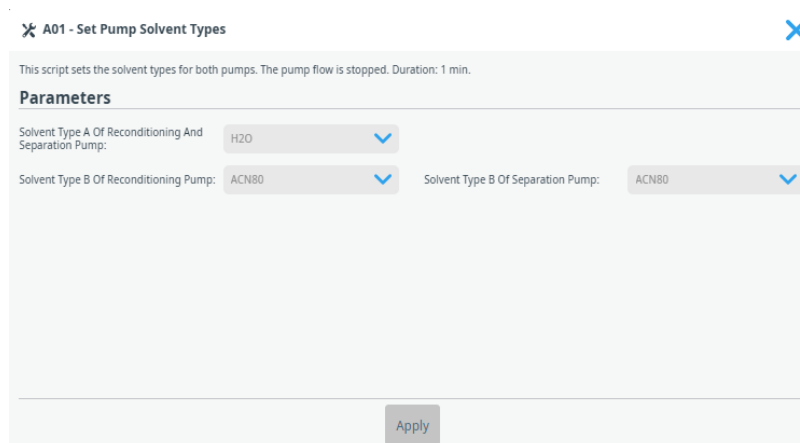 A01 - Set Pump Solvent Types
This script sets the solvent types for both pumps. The pump flow is stopped. Duration: 1 min.
Parameters
Solvent Type A Of Reconditioning And
Separation Pump:
H2O
Solvent Type B Of Reconditioning Pump: ACN80 Solvent Type B Of Separation Pump: ACN80
Apply